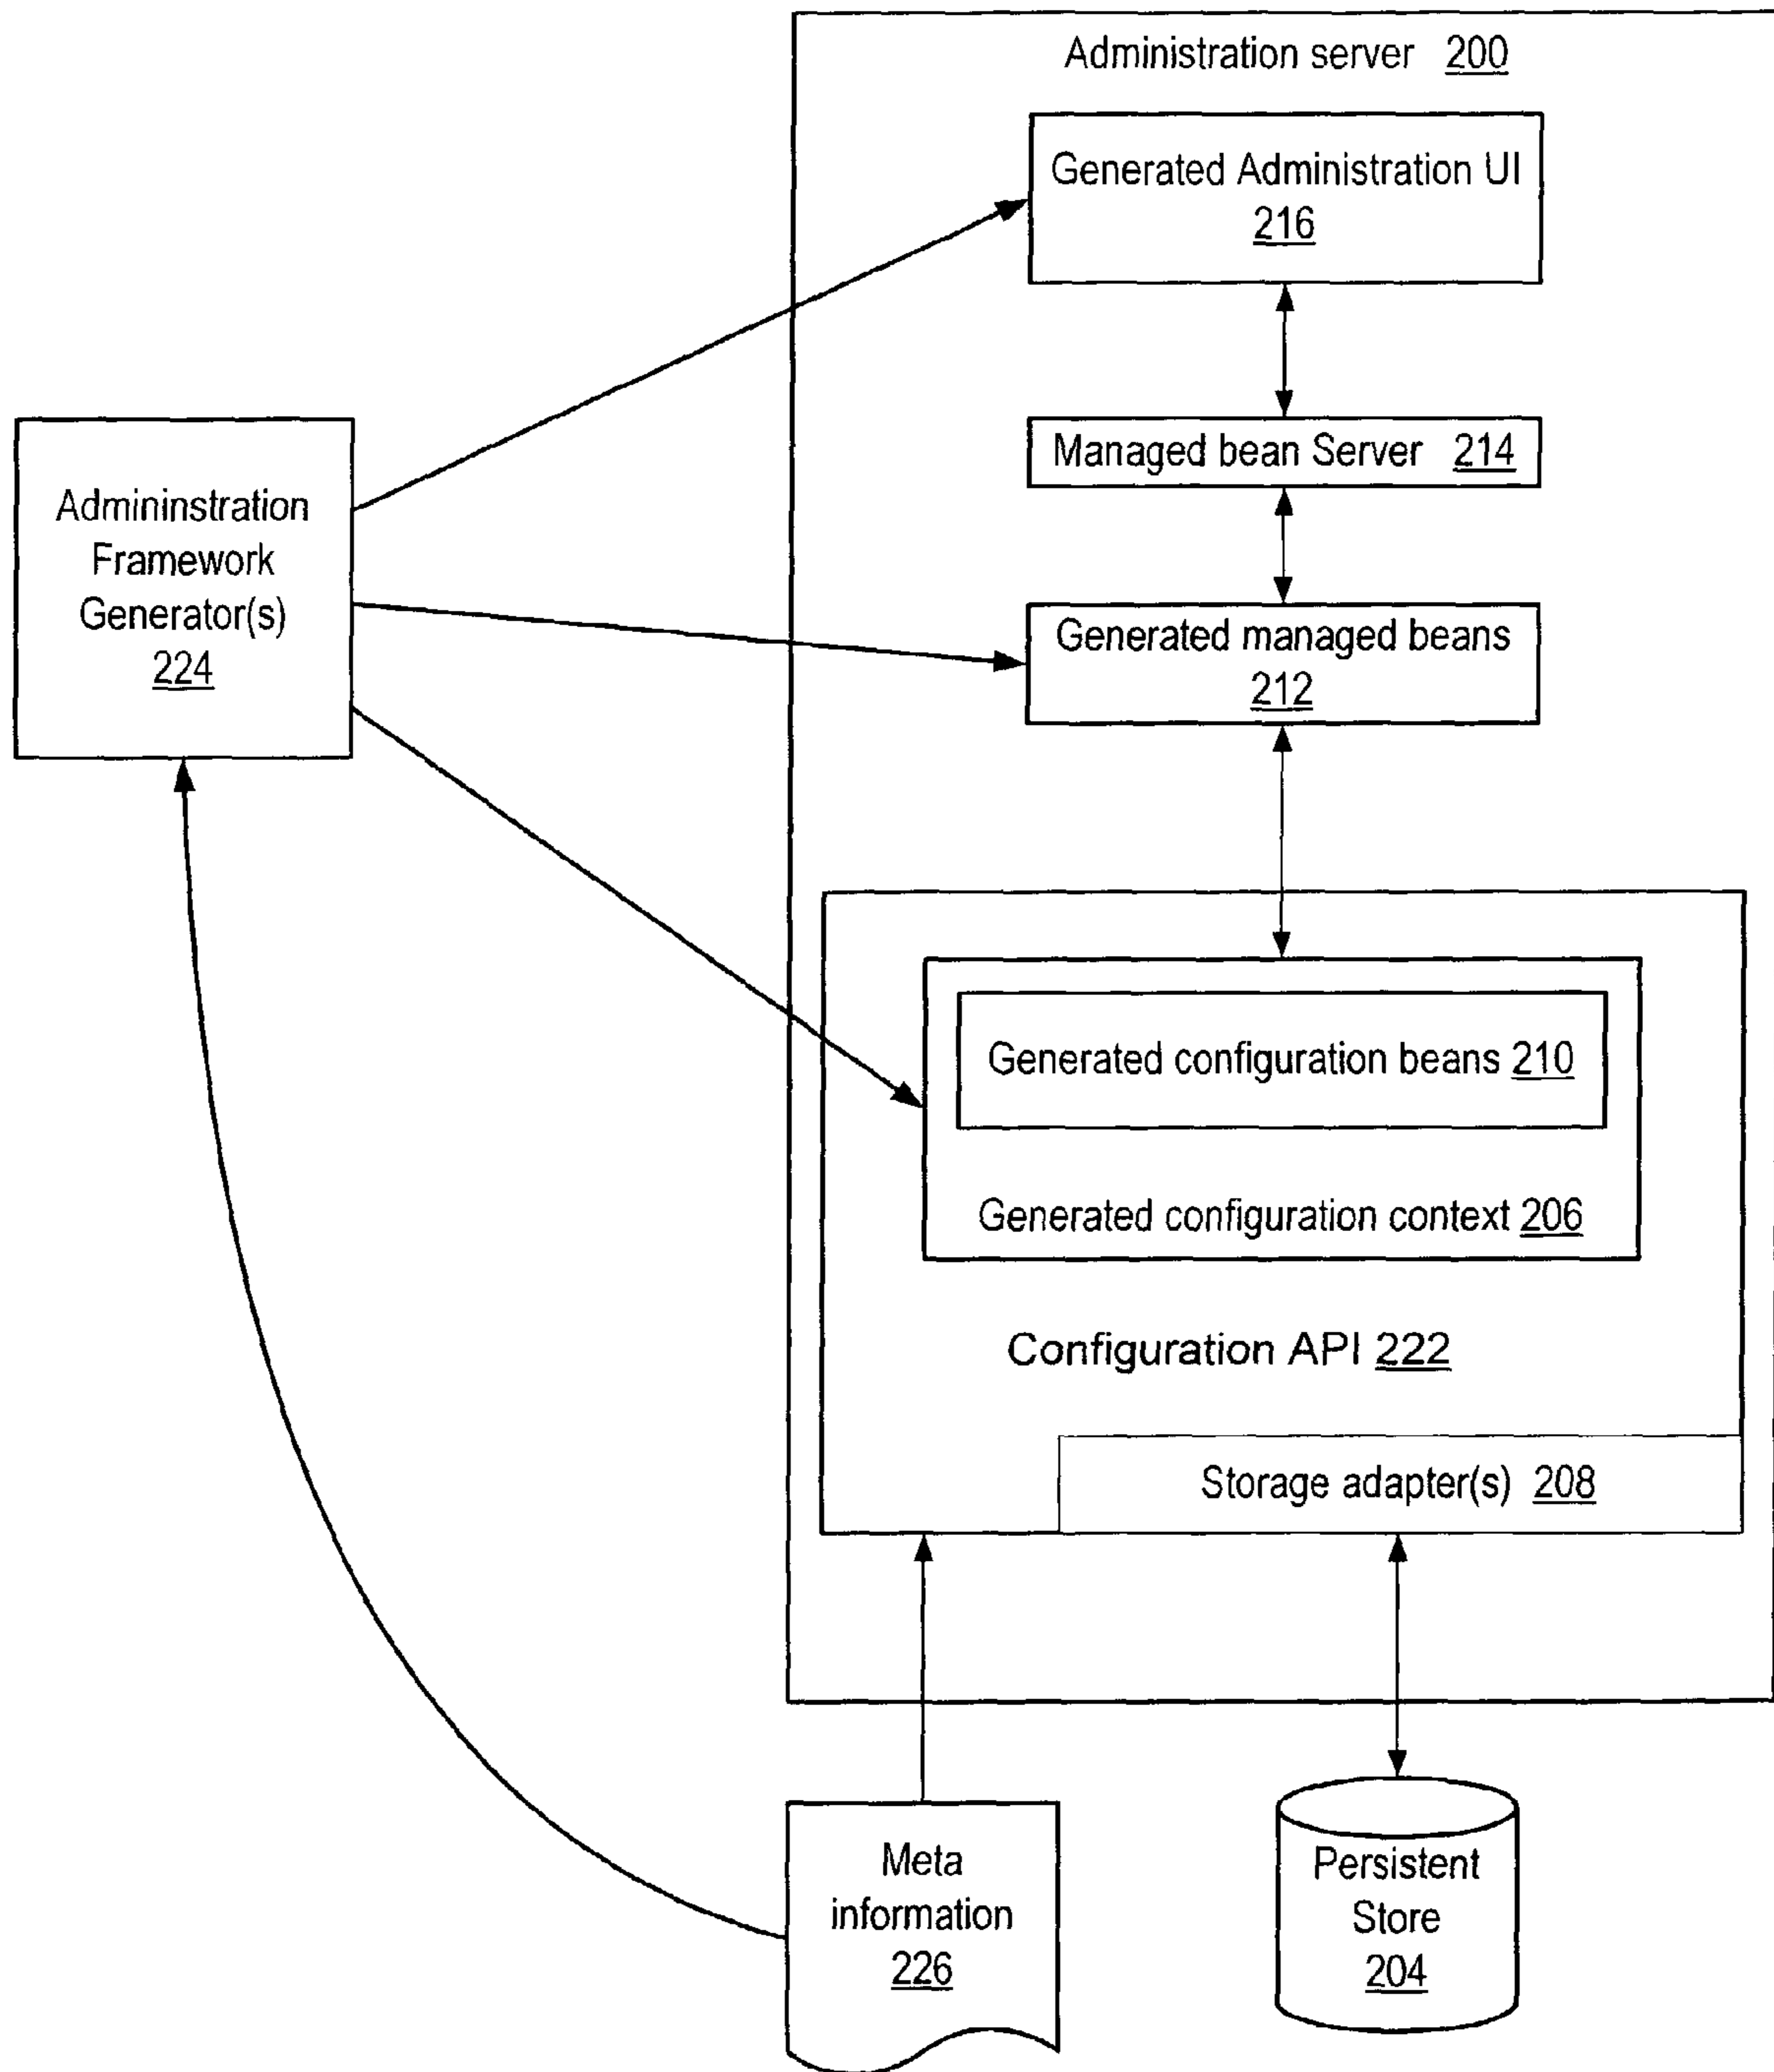 Administration server 200
Generated Administration UI
216
Managed bean Server 214
Admininstration
Framework
Generator(s)
224
Generated managed beans
212
Generated configuration beans 210
Generated configuration context 206
Configuration API 222
Storage adapter(s) 208
Meta
information
226
Persistent
Store
204